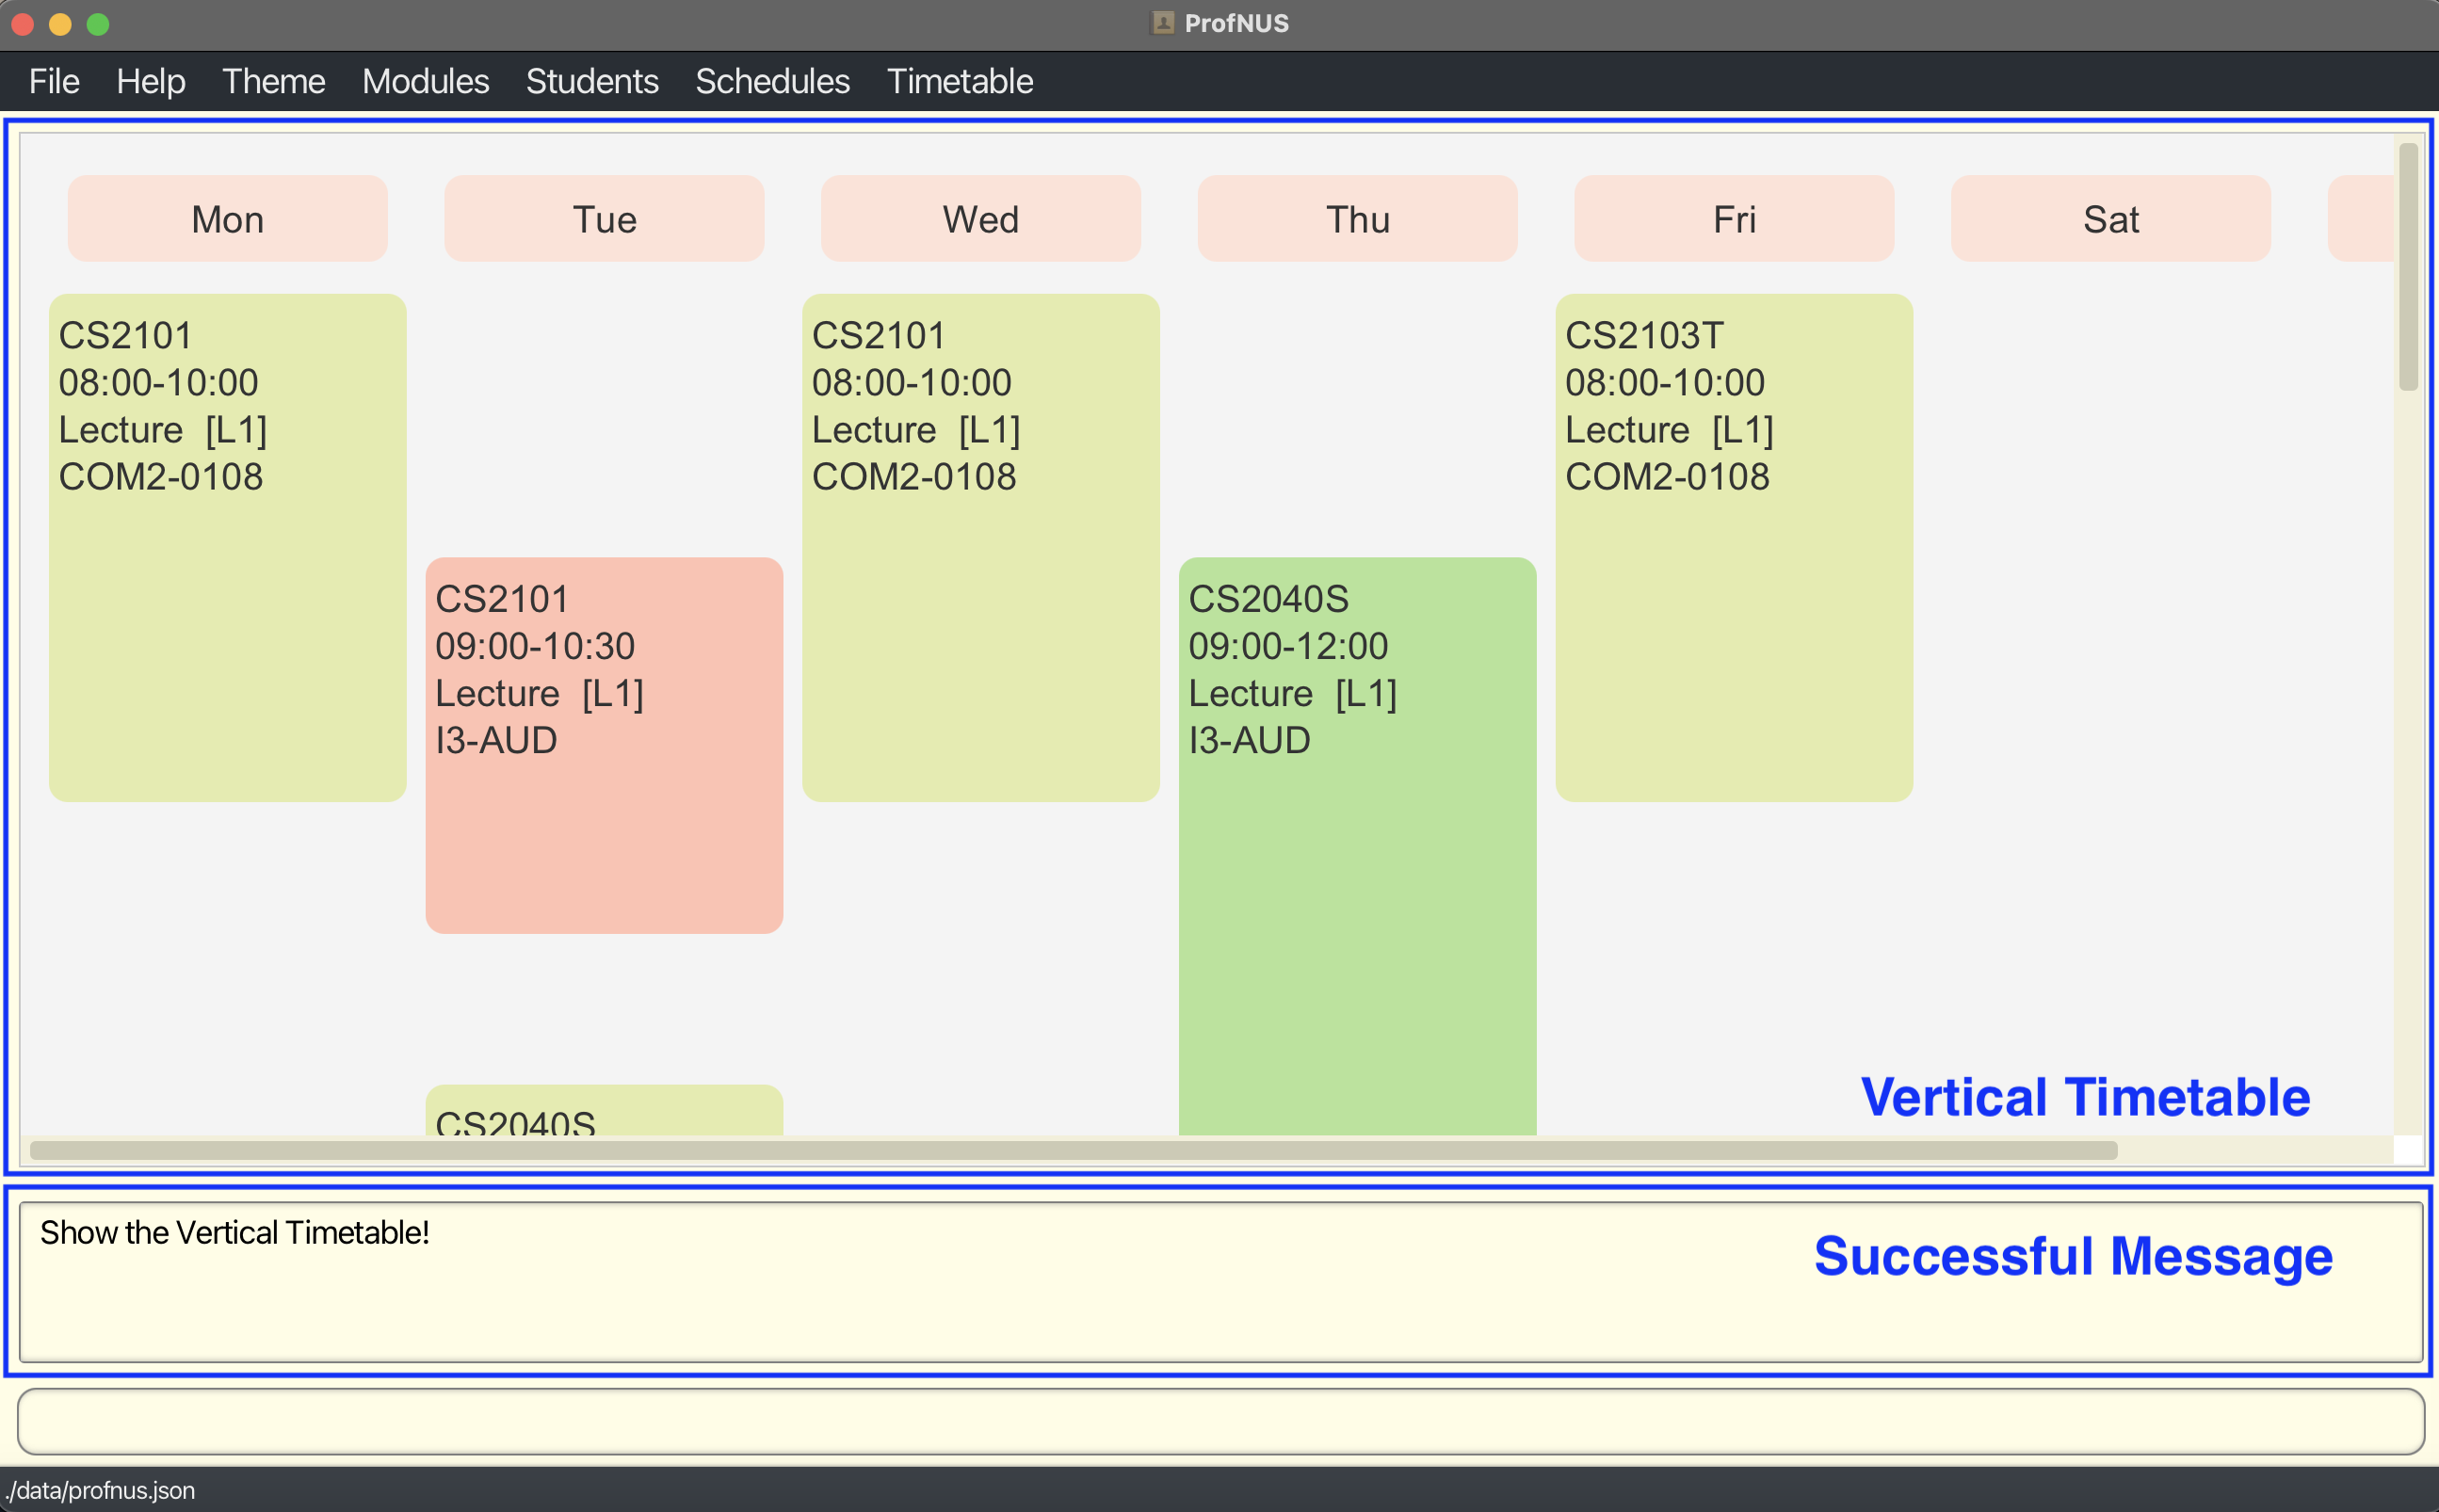 ProfNUS
File Help Theme Modules Students Schedules Timetable
Mon Tue Wed Thu Fri Sat
CS2101
08:00-10:00
Lecture [L1]
COM2-0108
CS2101
09:00-10:30
Lecture [L1]
I3-AUD
CS2040S
CS2101
08:00-10:00
Lecture [L1]
COM2-0108
CS2040S
09:00-12:00
Lecture [L1]
I3-AUD
CS2103T
08:00-10:00
Lecture [L1]
COM2-0108
Vertical Timetable
Show the Vertical Timetable!
Successful Message
./data/profnus.json